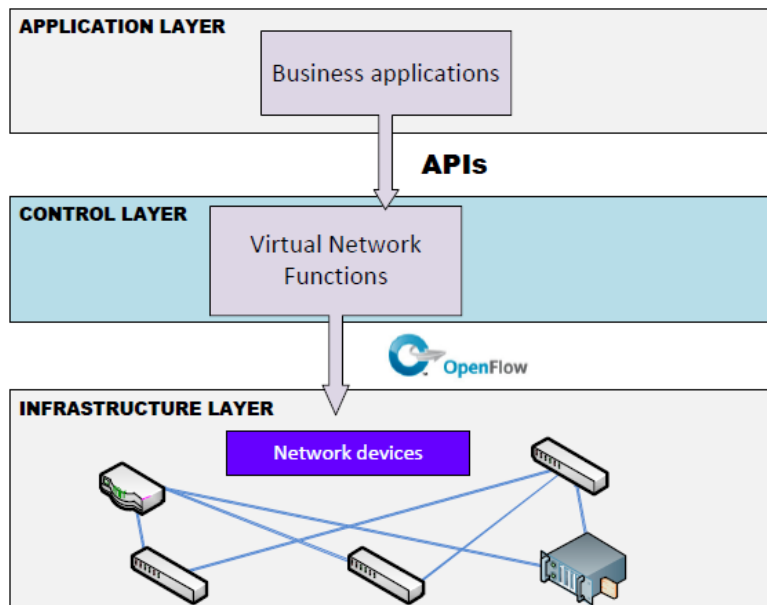 APPLICATION LAYER
Business applications
APIs
CONTROL LAYER
Virtual Network
Functions
OpenFlow
INFRASTRUCTURE LAYER
Network devices